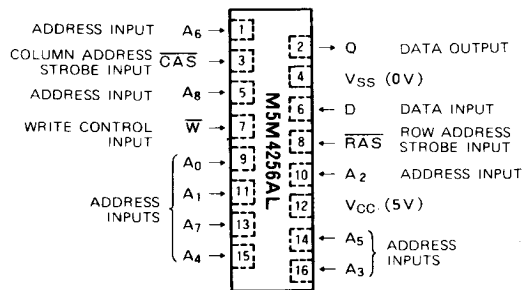 ADDRESS INPUT A6 → 1
2 → Q DATA OUTPUT
COLUMN ADDRESS
STROBE INPUT C̅A̅S̅ → 3
4 VSS (0V)
ADDRESS INPUT A8 → 5
6 ← D DATA INPUT
WRITE CONTROL
INPUT W̅ → 7
8 ← R̅A̅S̅ ROW ADDRESS
STROBE INPUT
A0 → 9
10 ← A2 ADDRESS INPUT
ADDRESS
INPUTS
A1 → 11
12 VCC (5V)
A7 → 13
14 ← A5
ADDRESS
INPUTS
A4 → 15
16 ← A3
M5M4256AL